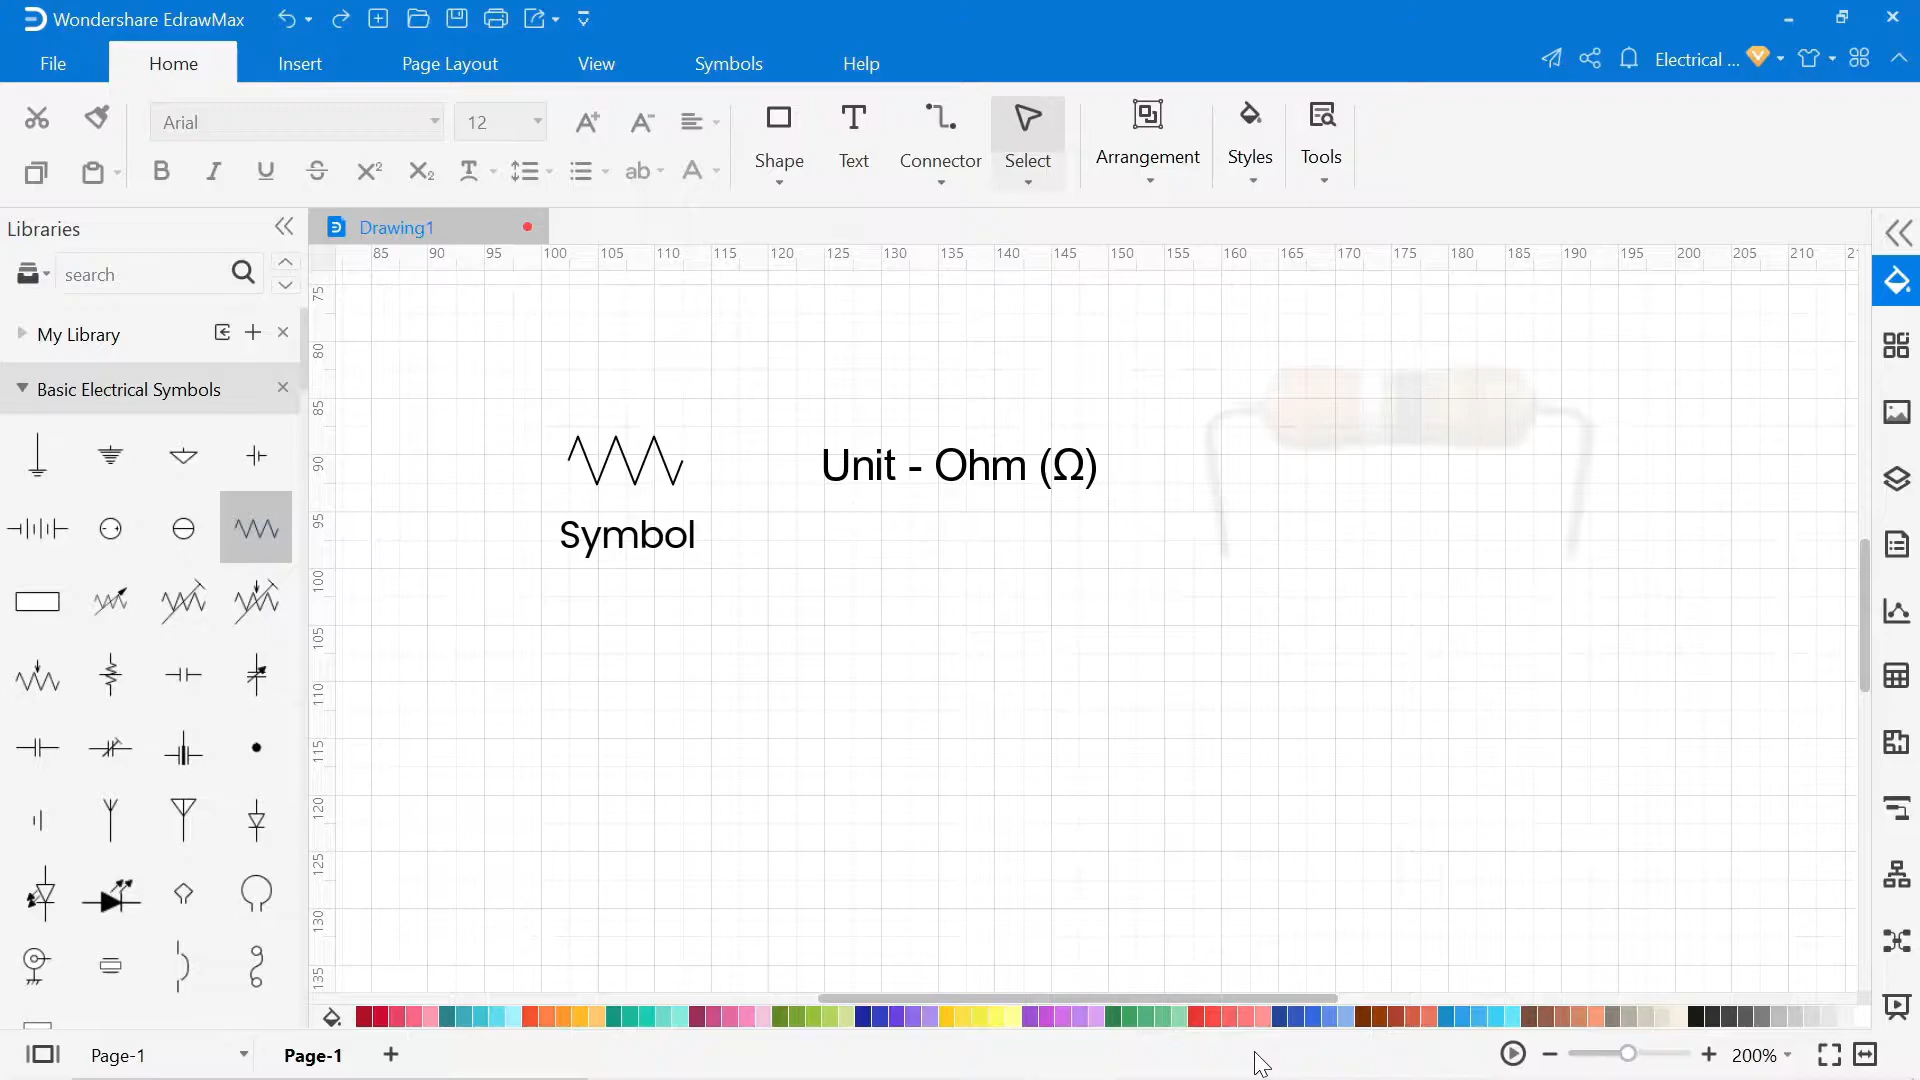 Wondershare EdrawMax
File
Home
Insert
Page Layout
View
Symbols
Help
Electrical ...
Arial
12
Shape
Text
Connector
Select
Arrangement
Styles
Tools
Libraries
Drawing1
search
My Library
Basic Electrical Symbols
85 90 95 100 105 110 115 120 125 130 135 140 145 150 155 160 165 170 175 180 185 190 195 200 205 210
75
80
85
90
95
100
105
110
115
120
125
130
135
Unit - Ohm (Ω)
Symbol
Page-1
Page-1
200%